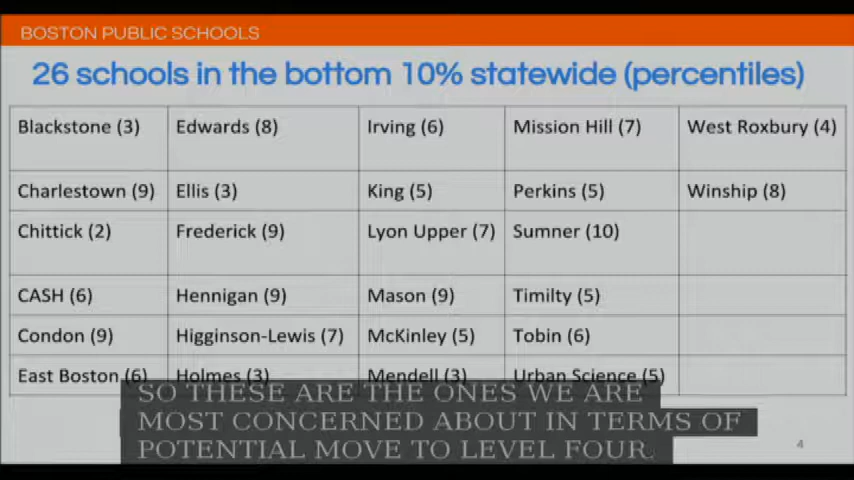 BOSTON PUBLIC SCHOOLS
26 schools in the bottom 10% statewide (percentiles)
Blackstone (3) Edwards (8) Irving (6) Mission Hill (7) West Roxbury (4)
Charlestown (9) Ellis (3) King (5) Perkins (5) Winship (8)
Chittick (2) Frederick (9) Lyon Upper (7) Sumner (10)
CASH (6) Hennigan (9) Mason (9) Timilty (5)
Condon (9) Higginson-Lewis (7) McKinley (5) Tobin (6)
East Boston (6) Holmes (3) Mendell (3) Urban Science (5)
SO THESE ARE THE ONES WE ARE
MOST CONCERNED ABOUT IN TERMS OF
POTENTIAL MOVE TO LEVEL FOUR.
4